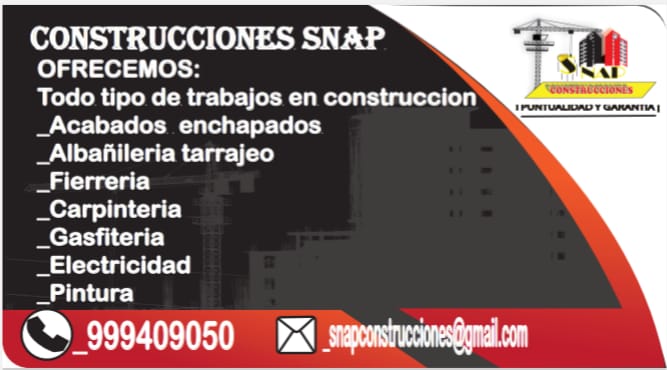 CONSTRUCCIONES SNAP
OFRECEMOS:
Todo tipo de trabajos en construccion
_Acabados enchapados
_Albañileria tarrajeo
_Fierreria
_Carpinteria
_Gasfiteria
_Electricidad
_Pintura
SNAP
CONSTRUCCIONES
¡PUNTUALIDAD Y GARANTIA¡
_999409050
_snapconstrucciones@gmail.com